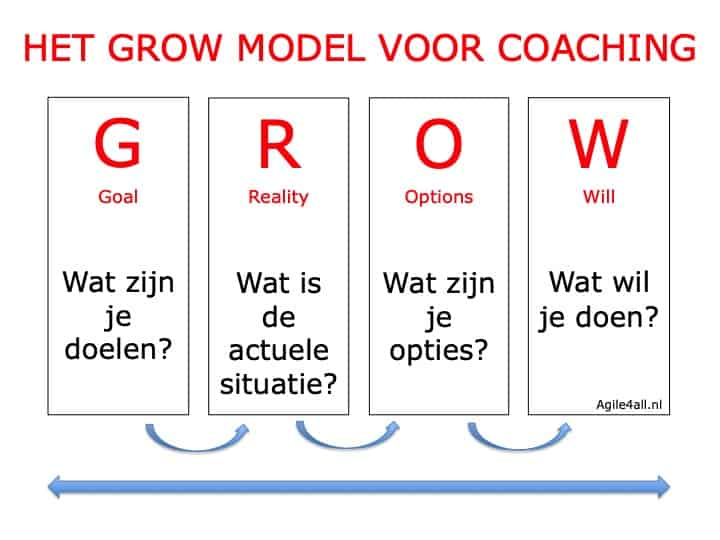 HET GROW MODEL VOOR COACHING
G
Goal
Wat zijn
je
doelen?
R
Reality
Wat is
de
actuele
situatie?
O
Options
Wat zijn
je
opties?
W
Will
Wat wil
je doen?
Agile4all.nl